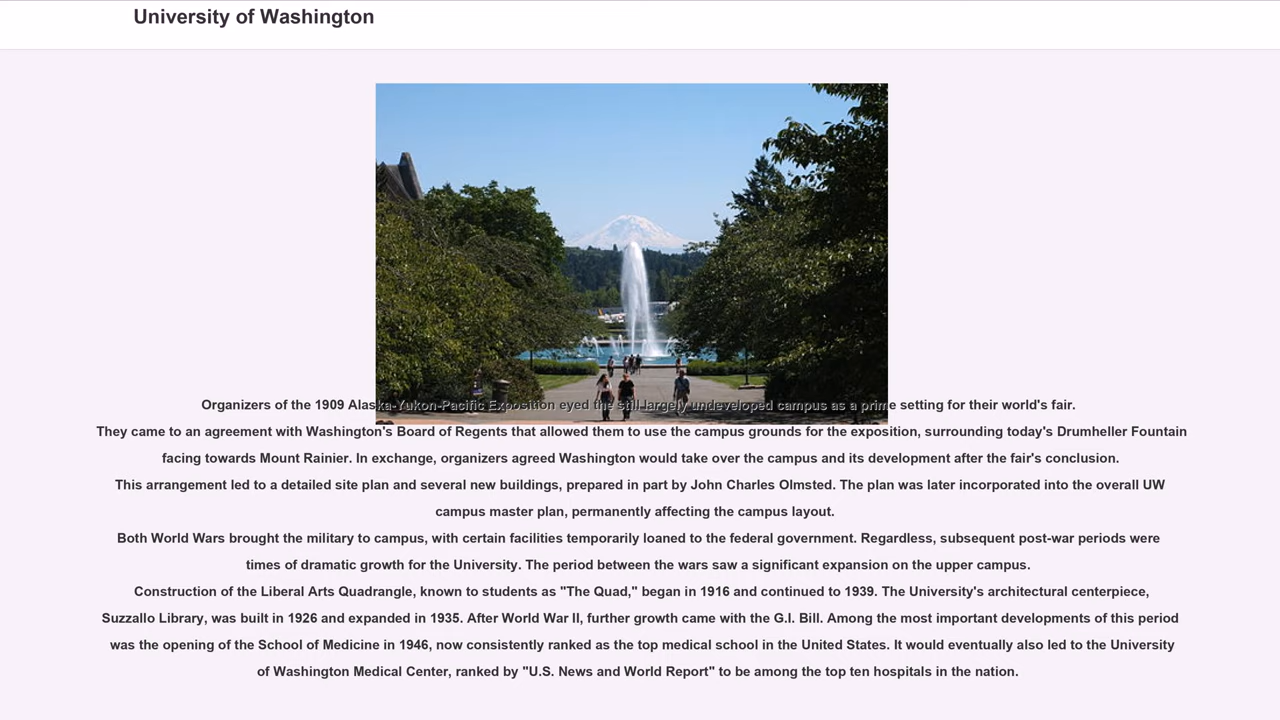 University of Washington
Organizers of the 1909 Alaska-Yukon-Pacific Exposition eyed the still-largely undeveloped campus as a prime setting for their world's fair.
They came to an agreement with Washington's Board of Regents that allowed them to use the campus grounds for the exposition, surrounding today's Drumheller Fountain
facing towards Mount Rainier. In exchange, organizers agreed Washington would take over the campus and its development after the fair's conclusion.
This arrangement led to a detailed site plan and several new buildings, prepared in part by John Charles Olmsted. The plan was later incorporated into the overall UW
campus master plan, permanently affecting the campus layout.
Both World Wars brought the military to campus, with certain facilities temporarily loaned to the federal government. Regardless, subsequent post-war periods were
times of dramatic growth for the University. The period between the wars saw a significant expansion on the upper campus.
Construction of the Liberal Arts Quadrangle, known to students as "The Quad," began in 1916 and continued to 1939. The University's architectural centerpiece,
Suzzallo Library, was built in 1926 and expanded in 1935. After World War II, further growth came with the G.I. Bill. Among the most important developments of this period
was the opening of the School of Medicine in 1946, now consistently ranked as the top medical school in the United States. It would eventually also led to the University
of Washington Medical Center, ranked by "U.S. News and World Report" to be among the top ten hospitals in the nation.